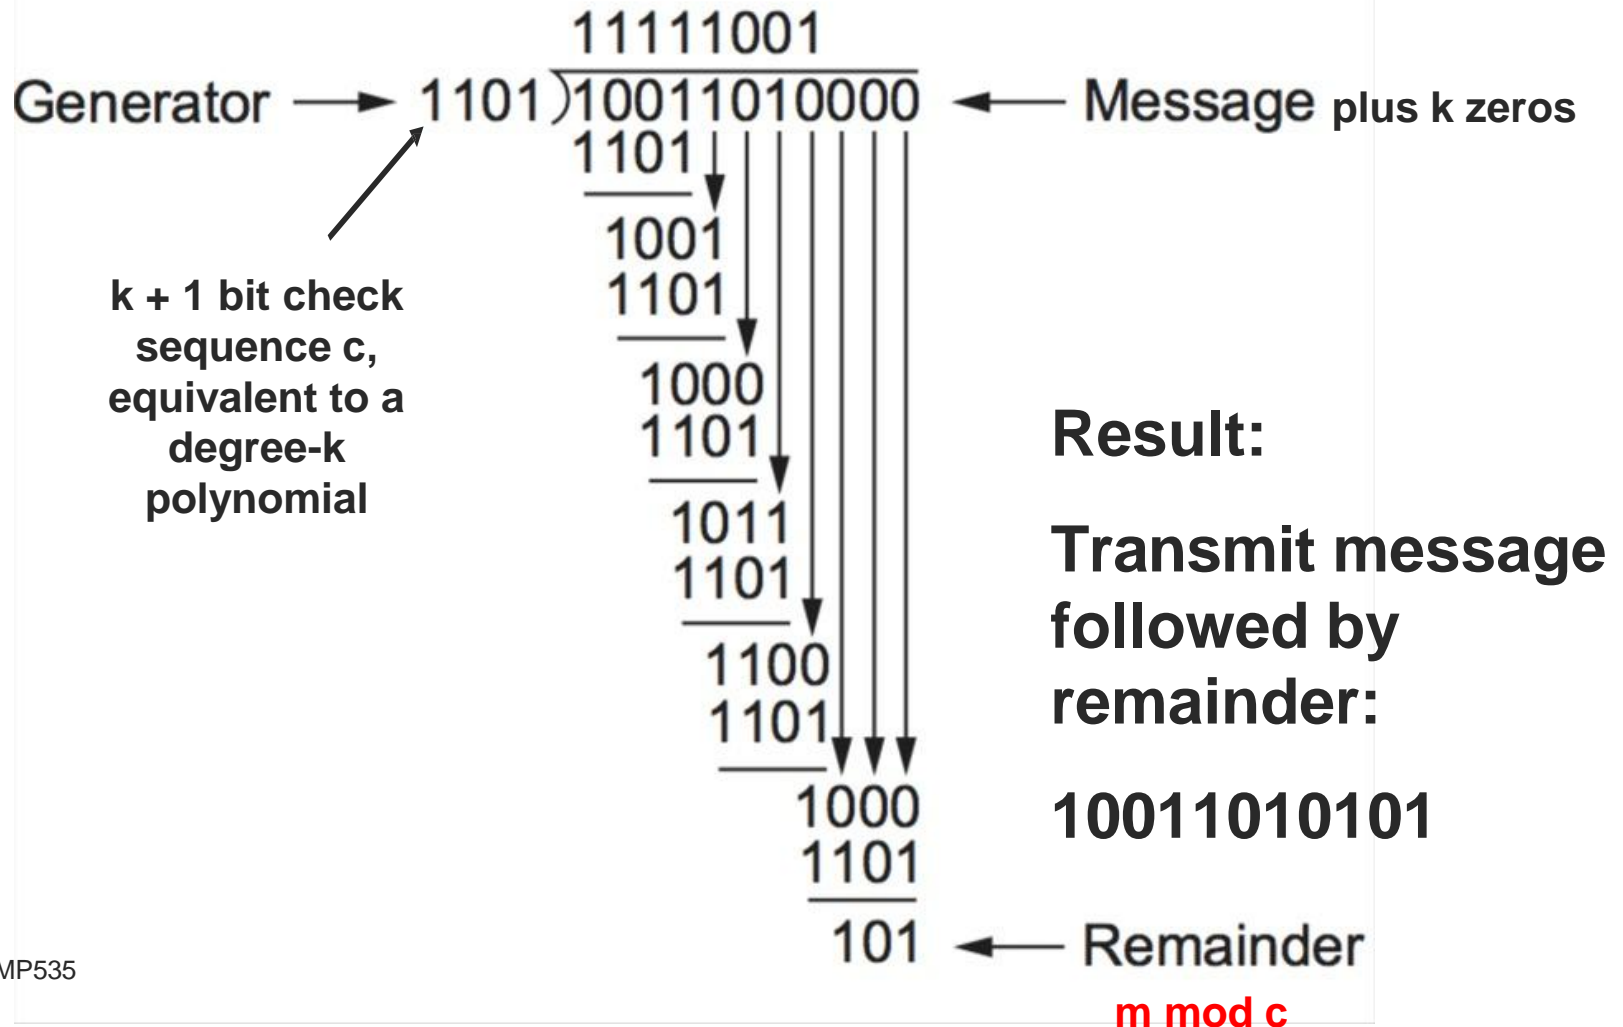 11111001
Generator
1101
10011010000
Message plus k zeros
1101
1001
1101
k + 1 bit check
sequence c,
equivalent to a
degree-k
polynomial
1000
1101
1011
1101
1100
1101
1000
1101
101
Remainder
m mod c
Result:
Transmit message
followed by
remainder:
10011010101
MP535